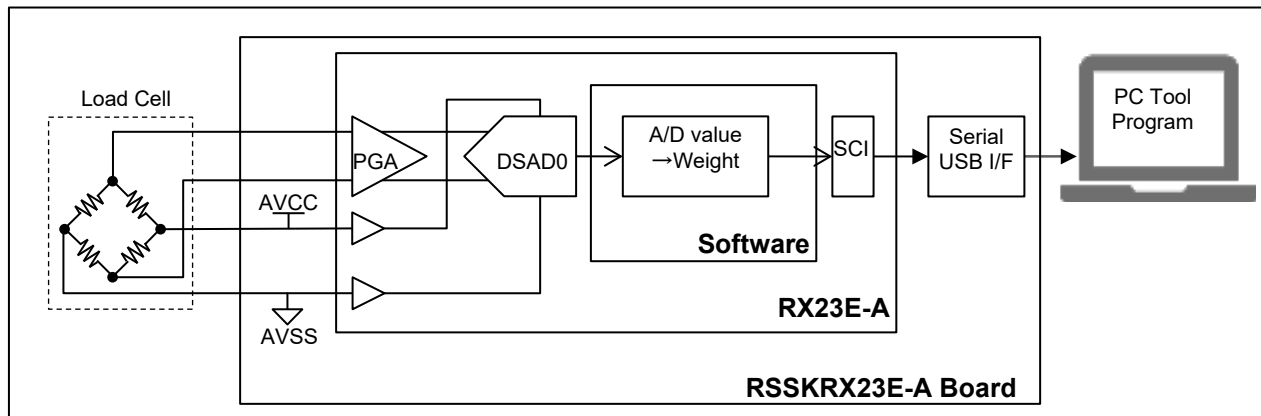 Load Cell
PGA
DSAD0
A/D value
→Weight
SCI
Serial
USB I/F
PC Tool
Program
AVCC
AVSS
Software
RX23E-A
RSSKRX23E-A Board